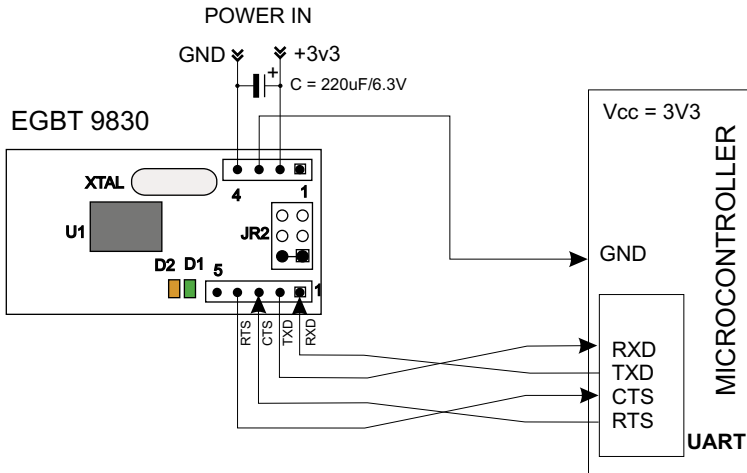 POWER IN
GND
+3v3
+
C = 220uF/6.3V
EGBT 9830
Vcc = 3V3
MICROCONTROLLER
XTAL
4
1
U1
JR2
GND
D2
D1
5
1
RTS
CTS
TXD
RXD
RXD
TXD
CTS
RTS
UART